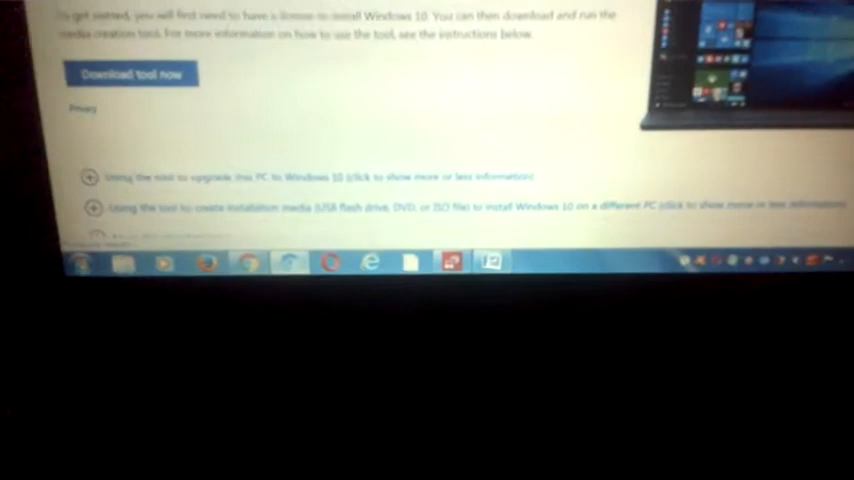 To get started, you will first need to have a license to install Windows 10. You can then download and run the
media creation tool. For more information on how to use the tool, see the instructions below.
Download tool now
Privacy
Using the tool to upgrade this PC to Windows 10 (click to show more or less information)
Using the tool to create installation media (USB flash drive, DVD, or ISO file) to install Windows 10 on a different PC (click to show more or less information)